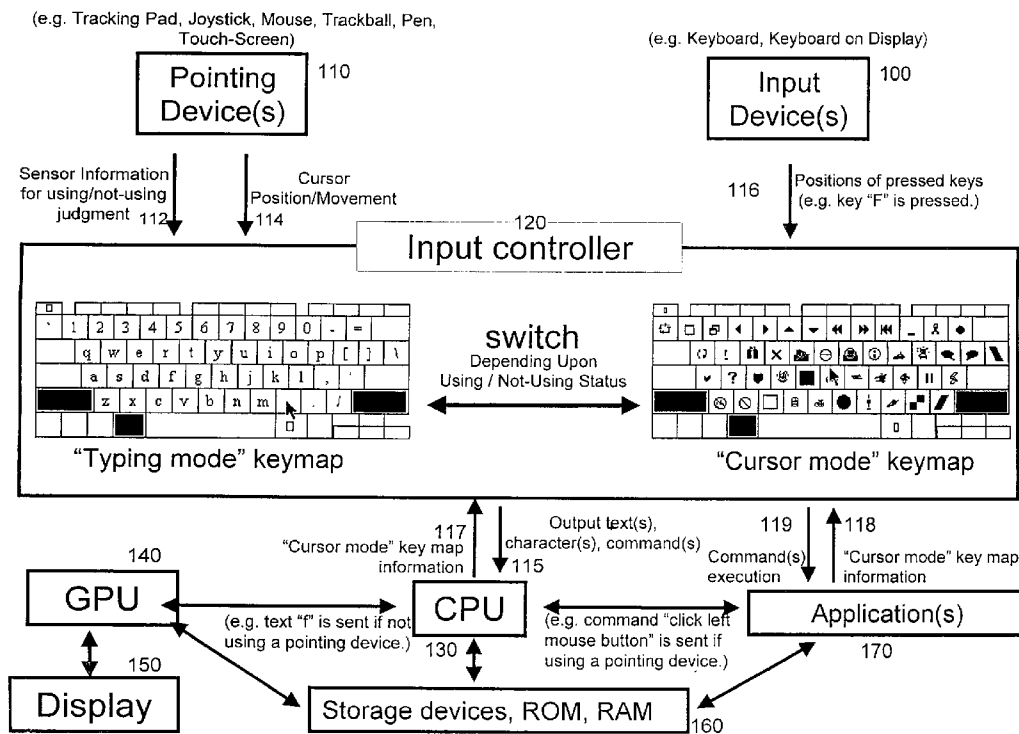 (e.g. Tracking Pad, Joystick, Mouse, Trackball, Pen,
Touch-Screen)
Pointing
Device(s)
110
(e.g. Keyboard, Keyboard on Display)
Input
Device(s)
100
Sensor Information
for using/not-using
judgment 112
Cursor
Position/Movement
114
116
Positions of pressed keys
(e.g. key “F” is pressed.)
120
Input controller
` 1 2 3 4 5 6 7 8 9 0 - =
q w e r t y u i o p [ ] \
a s d f g h j k l , '
z x c v b n m . /
“Typing mode” keymap
switch
Depending Upon
Using / Not-Using Status
! X
?
“Cursor mode” keymap
117
“Cursor mode” key map
information
Output text(s),
character(s), command(s)
115
119
Command(s)
execution
118
“Cursor mode” key map
information
140
GPU
CPU
130
Application(s)
170
(e.g. text “f” is sent if not
using a pointing device.)
(e.g. command “click left
mouse button” is sent if
using a pointing device.)
150
Display
Storage devices, ROM, RAM
160